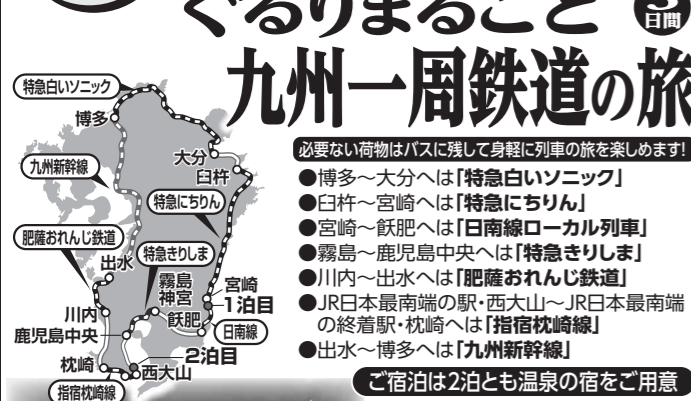 ぐるりまるごと
日間
九州一周鉄道の旅
必要ない荷物はバスに残して身軽に列車の旅を楽しめます!
●博多〜大分へは「特急白いソニック」
●臼杵〜宮崎へは「特急にちりん」
●宮崎〜飫肥へは「日南線ローカル列車」
●霧島〜鹿児島中央へは「特急きりしま」
●川内〜出水へは「肥薩おれんじ鉄道」
●JR日本最南端の駅・西大山〜JR日本最南端
の終着駅・枕崎へは「指宿枕崎線」
●出水〜博多へは「九州新幹線」
ご宿泊は2泊とも温泉の宿をご用意
特急白いソニック
博多
大分
臼杵
九州新幹線
特急にちりん
肥薩おれんじ鉄道
特急きりしま
出水
霧島
神宮
宮崎
1泊目
川内
飫肥
鹿児島中央
日南線
2泊目
枕崎
西大山
指宿枕崎線